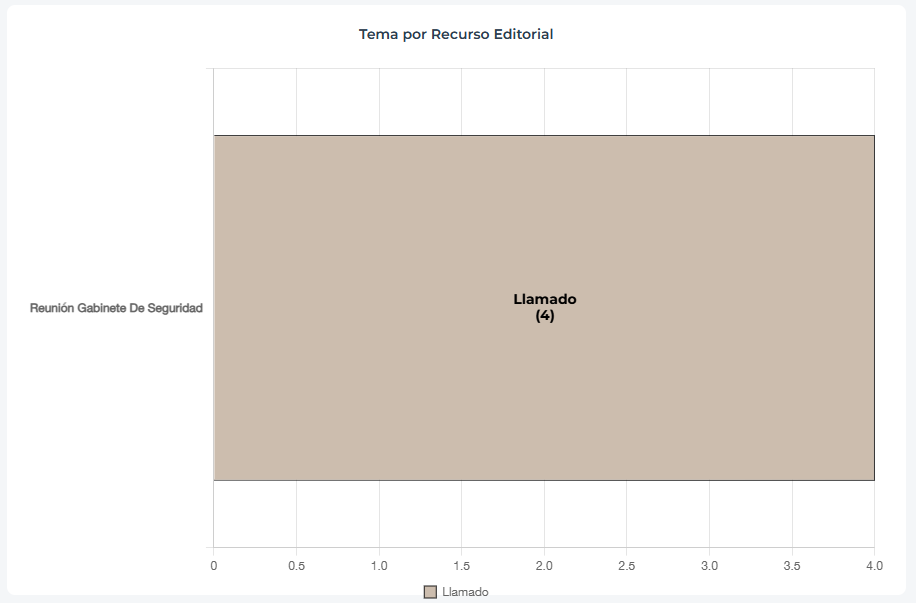 Tema por Recurso Editorial
Reunión Gabinete De Seguridad
Llamado
(4)
0 0.5 1.0 1.5 2.0 2.5 3.0 3.5 4.0
Llamado